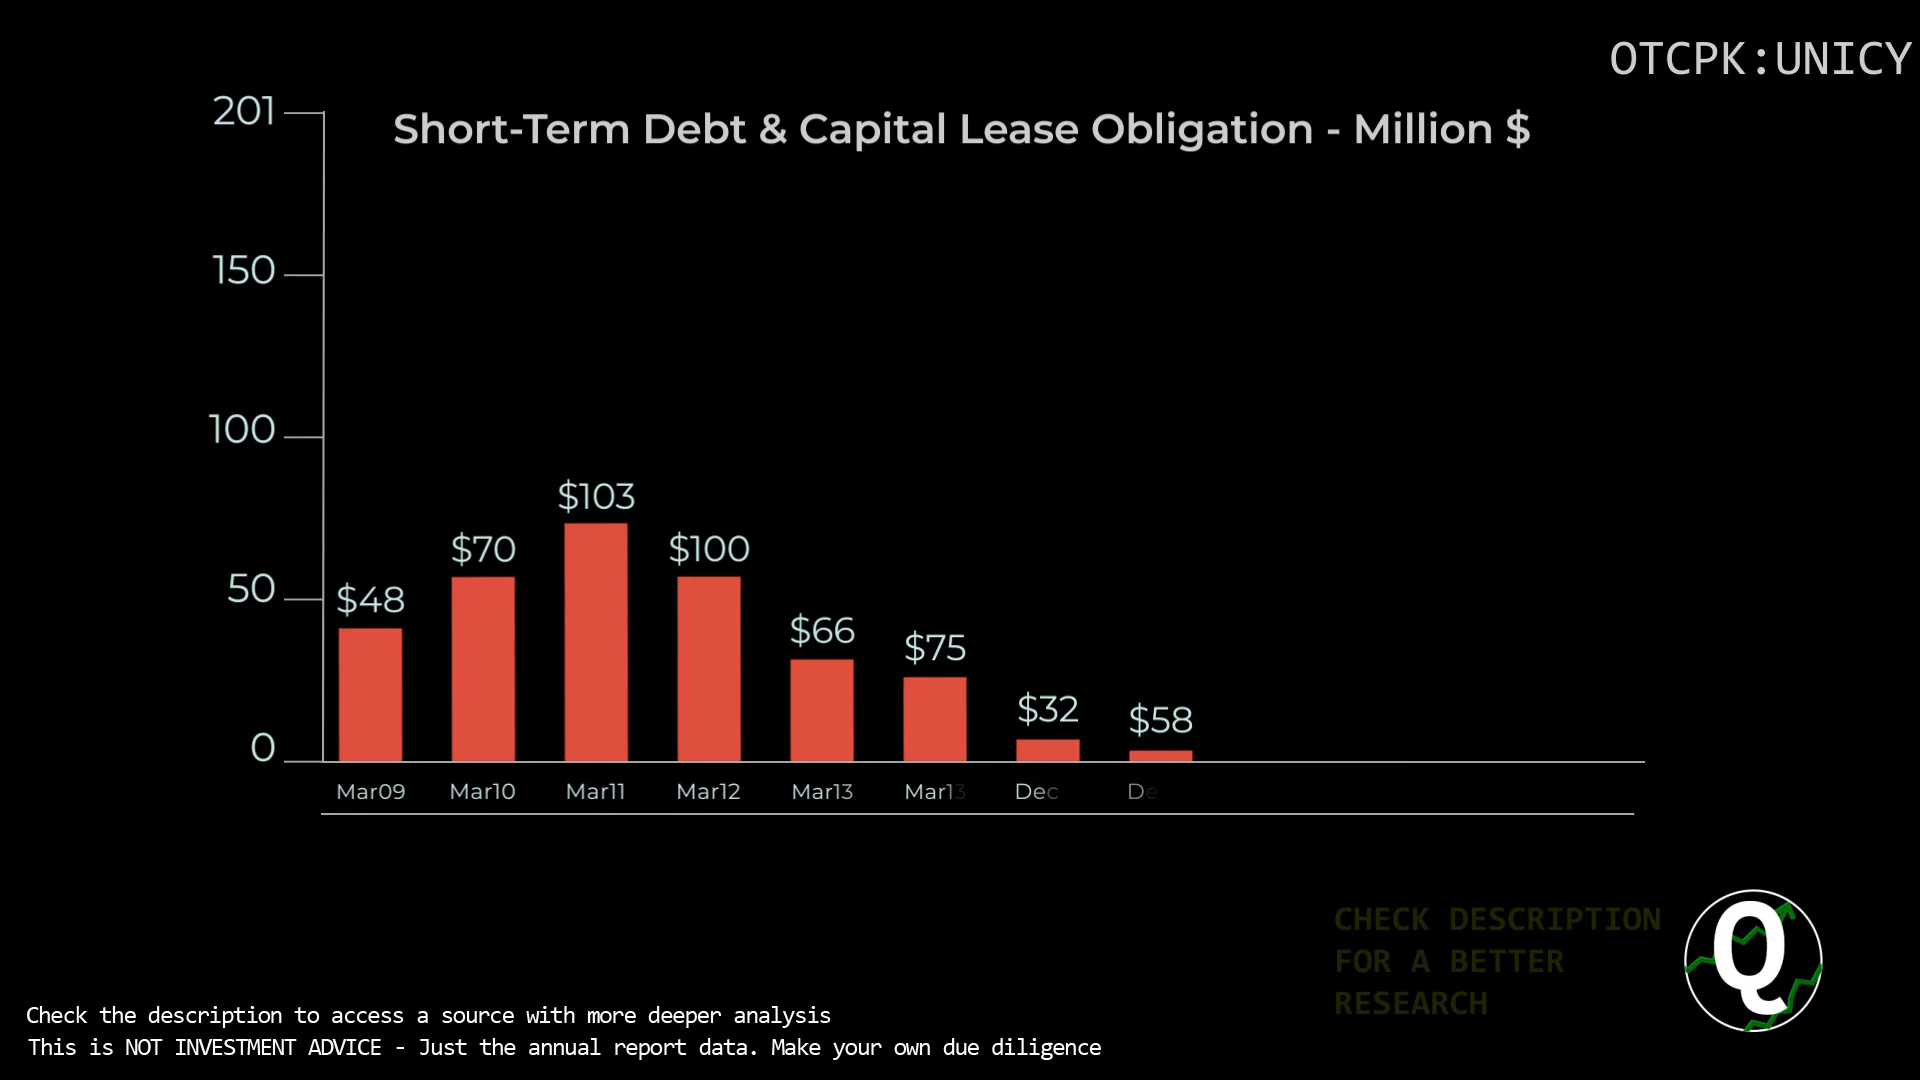 OTCPK:UNICY
Short-Term Debt & Capital Lease Obligation - Million $
201
150
100
50
0
$48
$70
$103
$100
$66
$75
$32
$58
Mar09
Mar10
Mar11
Mar12
Mar13
Mar13
Dec
De
CHECK DESCRIPTION
FOR A BETTER
RESEARCH
Q
Check the description to access a source with more deeper analysis
This is NOT INVESTMENT ADVICE - Just the annual report data. Make your own due diligence